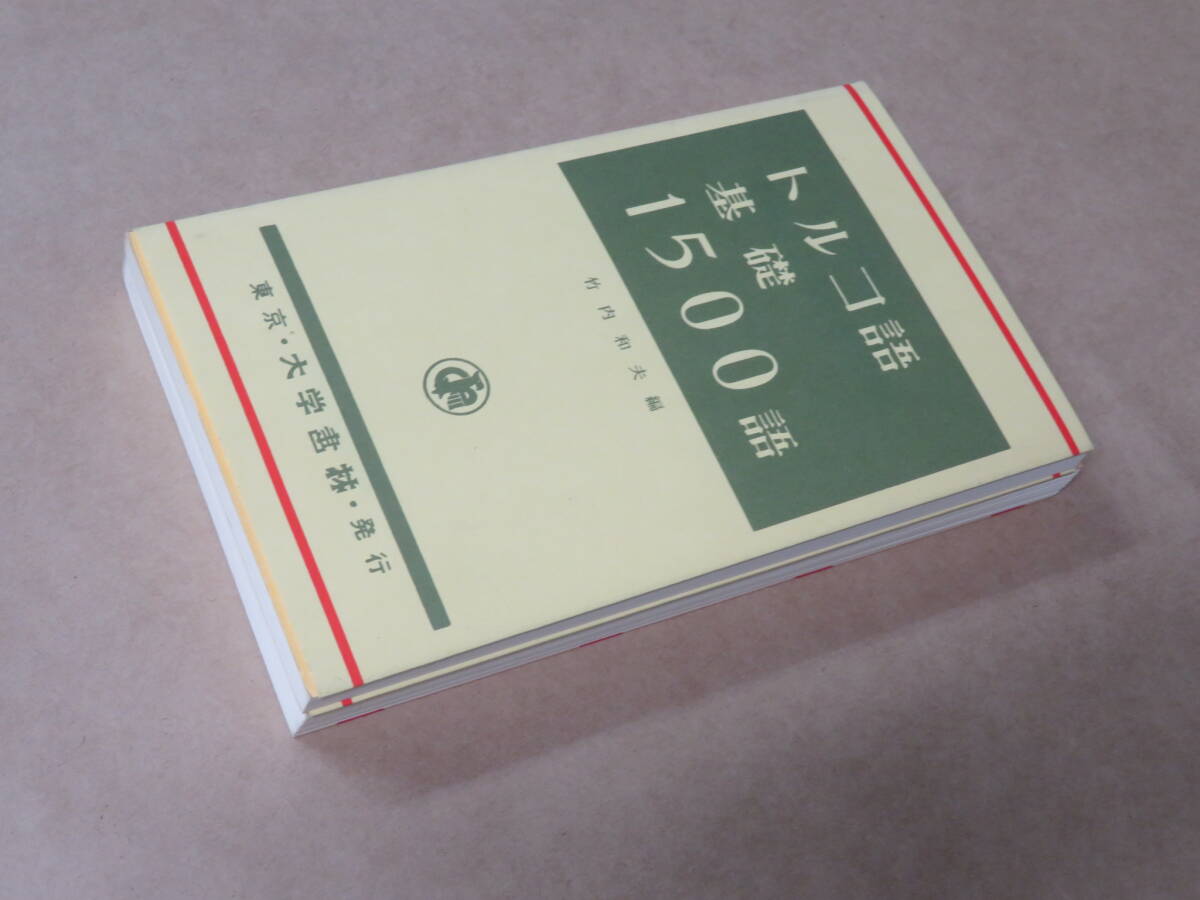 トルコ語
基礎
1500語
竹内和夫編
東京・大学書林・発行